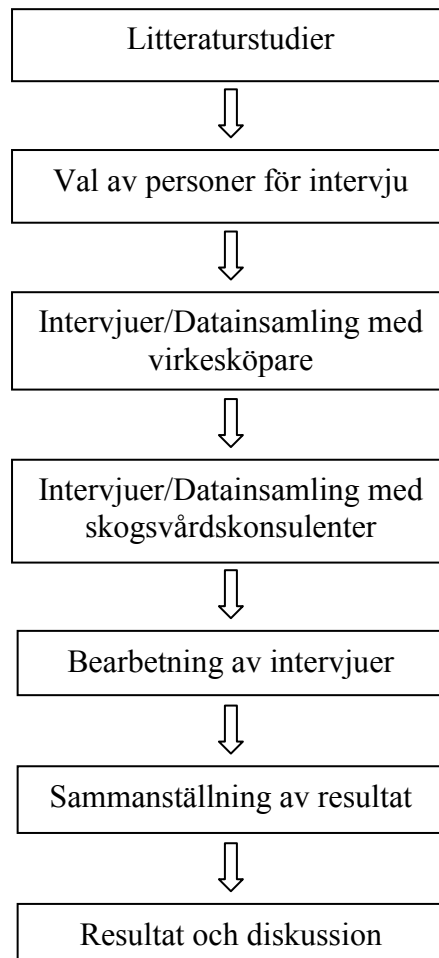 Litteraturstudier
Val av personer för intervju
Intervjuer/Datainsamling med
virkesköpare
Intervjuer/Datainsamling med
skogsvårdskonsulenter
Bearbetning av intervjuer
Sammanställning av resultat
Resultat och diskussion